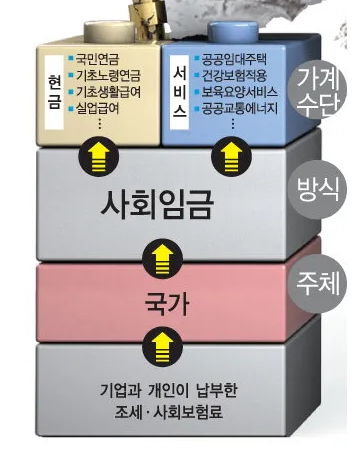 현금
국민연금
기초노령연금
기초생활급여
실업급여
⋮
서비스
공공임대주택
건강보험적용
보육요양서비스
공공교통에너지
⋮
가계
수단
사회임금
방식
국가
주체
기업과 개인이 납부한
조세·사회보험료